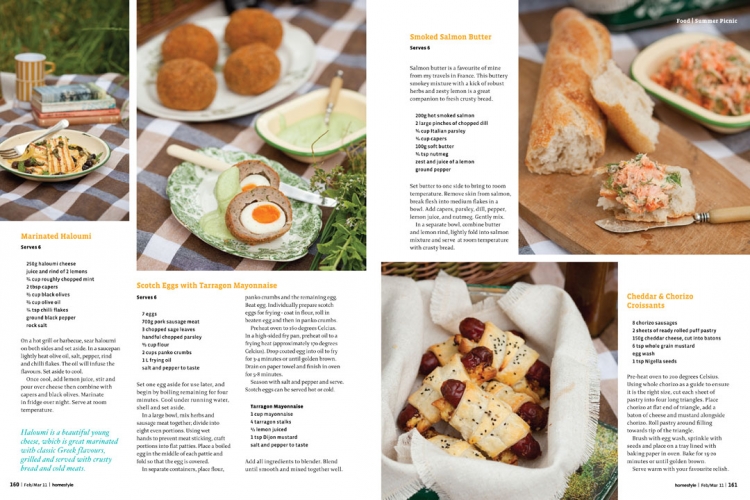 Food | Summer Picnic
Marinated Haloumi
Serves 6
250g haloumi cheese
juice and rind of 2 lemons
¼ cup roughly chopped mint
2 tbsp capers
½ cup black olives
½ cup olive oil
½ tsp chilli flakes
ground black pepper
rock salt
On a hot grill or barbecue, sear haloumi
on both sides and set aside. In a saucepan
lightly heat olive oil, salt, pepper, rind
and chilli flakes. The oil will infuse the
flavours. Set aside to cool.
Once cool, add lemon juice, stir and
pour over cheese then combine with
capers and black olives. Marinate
in fridge over night. Serve at room
temperature.
Haloumi is a beautiful young
cheese, which is great marinated
with classic Greek flavours,
grilled and served with crusty
bread and cold meats.
160 | Feb/Mar 11 | homestyle
Scotch Eggs with Tarragon Mayonnaise
Serves 6
7 eggs
700g pork sausage meat
3 chopped sage leaves
handful chopped parsley
½ cup flour
2 cups panko crumbs
1 L frying oil
salt and pepper to taste
Set one egg aside for use later, and
begin by boiling remaining for four
minutes. Cool under running water,
shell and set aside.
In a large bowl, mix herbs and
sausage meat together; divide into
eight even portions. Using wet
hands to prevent meat sticking, craft
portions into flat patties. Place a boiled
egg in the middle of each pattie and
fold so that the egg is covered.
In separate containers, place flour,
panko crumbs and the remaining egg.
Beat egg. Individually prepare scotch
eggs for frying - coat in flour, roll in
beaten egg and then in panko crumbs.
Preheat oven to 160 degrees Celcius.
In a high-sided fry pan, preheat oil to a
frying heat (approximately 170 degrees
Celcius). Drop coated egg into oil to fry
for 3-4 minutes or until golden brown.
Drain on paper towel and finish in oven
for 7-8 minutes.
Season with salt and pepper and serve.
Scotch eggs can be served hot or cold
Tarragon Mayonnaise
1 cup mayonnaise
4 tarragon stalks
½ lemon juiced
1 tsp Dijon mustard
salt and pepper to taste
Add all ingredients to blender. Blend
until smooth and mixed together well.
Smoked Salmon Butter
Serves 6
Salmon butter is a favourite of mine
from my travels in France. This buttery
smokey mixture with a kick of robust
herbs and zesty lemon is a great
companion to fresh crusty bread.
200g hot smoked salmon
2 large pinches of chopped dill
¼ cup Italian parsley
¼ cup capers
100g soft butter
½ tsp nutmeg
zest and juice of a lemon
ground pepper
Set butter to one side to bring to room
temperature. Remove skin from salmon,
break flesh into medium flakes in a
bowl. Add capers, parsley, dill, pepper,
lemon juice, and nutmeg. Gently mix.
In a separate bowl, combine butter
and lemon rind, lightly fold into salmon
mixture and serve at room temperature
with crusty bread.
Cheddar & Chorizo
Croissants
8 chorizo sausages
2 sheets of ready rolled puff pastry
150g cheddar cheese, cut into batons
6 tsp whole grain mustard
egg wash
1 tsp Nigella seeds
Pre-heat oven to 200 degrees Celsius.
Using whole chorizo as a guide to ensure
it is the right size, cut each sheet of
pastry into four long triangles. Place
chorizo at flat end of triangle, add a
baton of cheese and mustard alongside
chorizo. Roll pastry around filling
towards tip of the triangle.
Brush with egg wash, sprinkle with
seeds and place on a tray lined with
baking paper in oven. Bake for 15-20
minutes or until golden brown.
Serve warm with your favourite relish.
homestyle | Feb/Mar 11 | 161